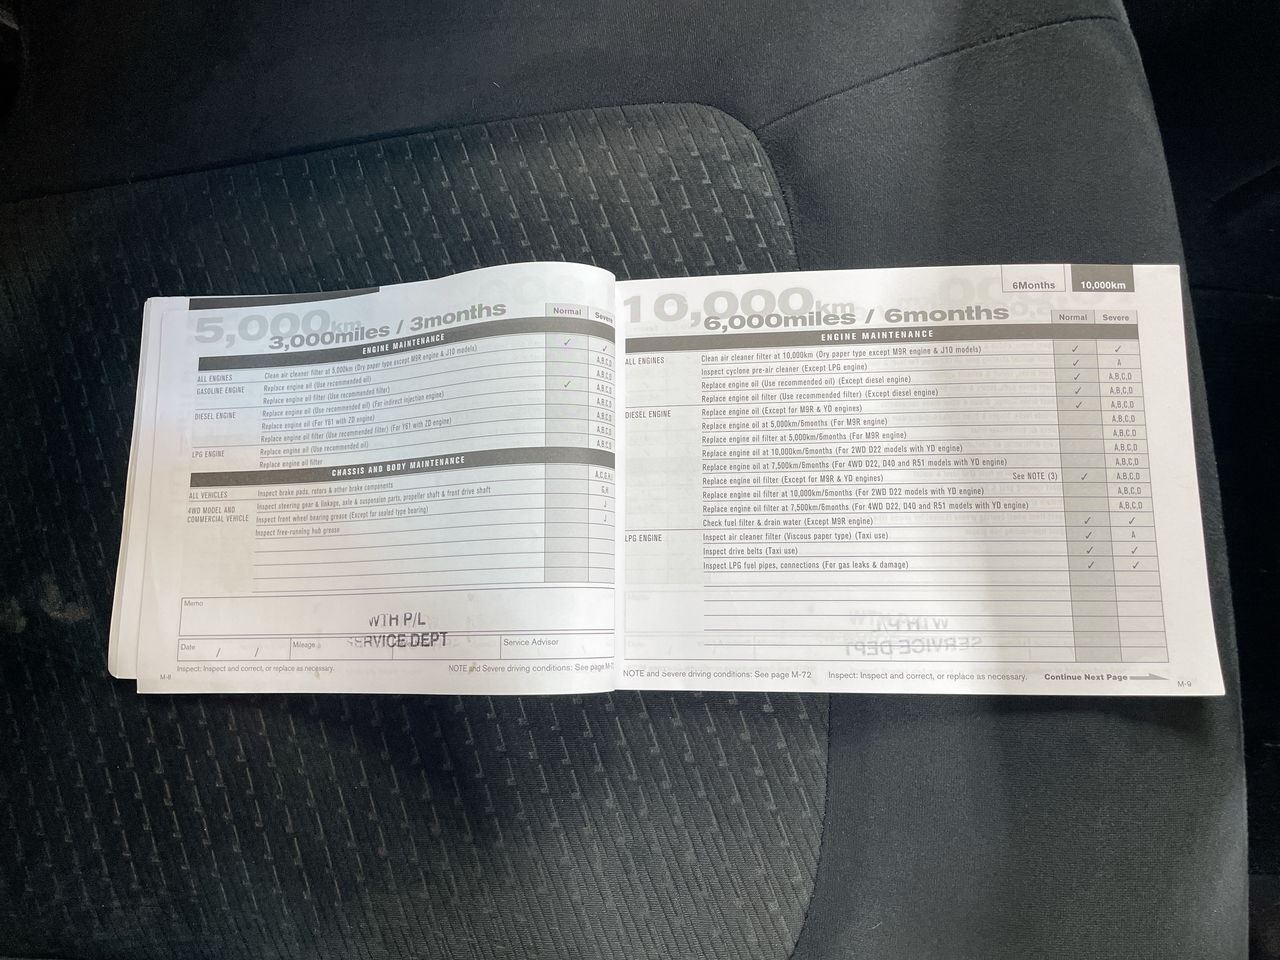 5,000km
3,000miles / 3months
Normal
Severe
ENGINE MAINTENANCE
ALL ENGINES
Clean air cleaner filter at 5,000km (Dry paper type except M9R engine & J10 models)
✓
✓
GASOLINE ENGINE
Replace engine oil (Use recommended oil)
A,B,C,D
Replace engine oil filter (Use recommended filter)
A,B,C,D
DIESEL ENGINE
Replace engine oil (Use recommended oil) (For indirect injection engine)
✓
A,B,C,D
Replace engine oil (For Y61 with ZD engine)
A,B,C,D
Replace engine oil filter (Use recommended filter) (For Y61 with ZD engine)
A,B,C,D
LPG ENGINE
Replace engine oil (Use recommended oil)
A,B,C,D
Replace engine oil filter
A,B,C,D
CHASSIS AND BODY MAINTENANCE
ALL VEHICLES
Inspect brake pads, rotors & other brake components
A,C,G,H,I
Inspect steering gear & linkage, axle & suspension parts, propeller shaft & front drive shaft
G,H
4WD MODEL AND COMMERCIAL VEHICLE
Inspect front wheel bearing grease (Except for sealed type bearing)
J
Inspect free-running hub grease
J
Memo
WTH P/L
SERVICE DEPT
Date / /
Mileage
Service Advisor
Inspect: Inspect and correct, or replace as necessary.
NOTE and Severe driving conditions: See page M-72
M-8
6Months
10,000km
10,000km
6,000miles / 6months
Normal
Severe
ENGINE MAINTENANCE
ALL ENGINES
Clean air cleaner filter at 10,000km (Dry paper type except M9R engine & J10 models)
✓
✓
Inspect cyclone pre-air cleaner (Except LPG engine)
✓
A
Replace engine oil (Use recommended oil) (Except diesel engine)
✓
A,B,C,D
Replace engine oil filter (Use recommended filter) (Except diesel engine)
✓
A,B,C,D
DIESEL ENGINE
Replace engine oil (Except for M9R & YD engines)
✓
A,B,C,D
Replace engine oil at 5,000km/6months (For M9R engine)
A,B,C,D
Replace engine oil filter at 5,000km/6months (For M9R engine)
A,B,C,D
Replace engine oil at 10,000km/6months (For 2WD D22 models with YD engine)
A,B,C,D
Replace engine oil at 7,500km/6months (For 4WD D22, D40 and R51 models with YD engine)
A,B,C,D
Replace engine oil filter (Except for M9R & YD engines) See NOTE (3)
✓
A,B,C,D
Replace engine oil filter at 10,000km/6months (For 2WD D22 models with YD engine)
A,B,C,D
Replace engine oil filter at 7,500km/6months (For 4WD D22, D40 and R51 models with YD engine)
A,B,C,D
Check fuel filter & drain water (Except M9R engine)
✓
✓
LPG ENGINE
Inspect air cleaner filter (Viscous paper type) (Taxi use)
✓
A
Inspect drive belts (Taxi use)
✓
✓
Inspect LPG fuel pipes, connections (For gas leaks & damage)
✓
✓
NOTE and Severe driving conditions: See page M-72
Inspect: Inspect and correct, or replace as necessary.
Continue Next Page
M-9